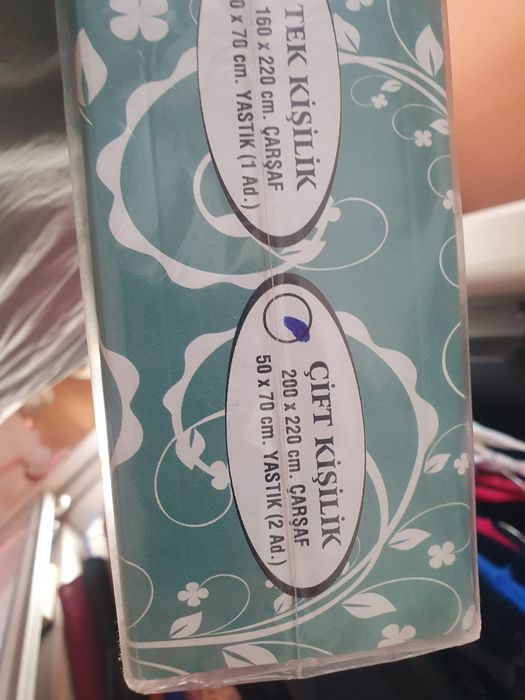 TEK KİŞİLİK
160 x 220 cm. ÇARŞAF
0 x 70 cm. YASTIK (1 Ad.)
ÇİFT KİŞİLİK
200 x 220 cm. ÇARŞAF
50 x 70 cm. YASTIK (2 Ad.)